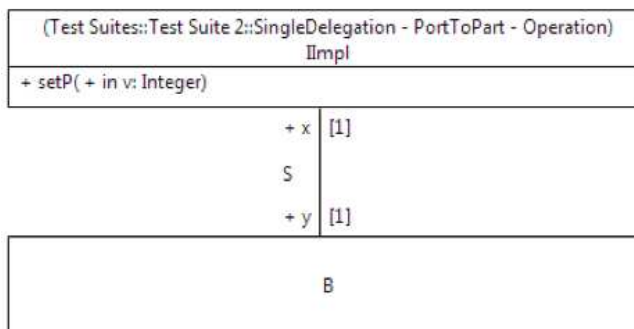 (Test Suites::Test Suite 2::SingleDelegation - PortToPart - Operation)
IImpl
+ setP( + in v: Integer)
+ x [1]
S
+ y [1]
B